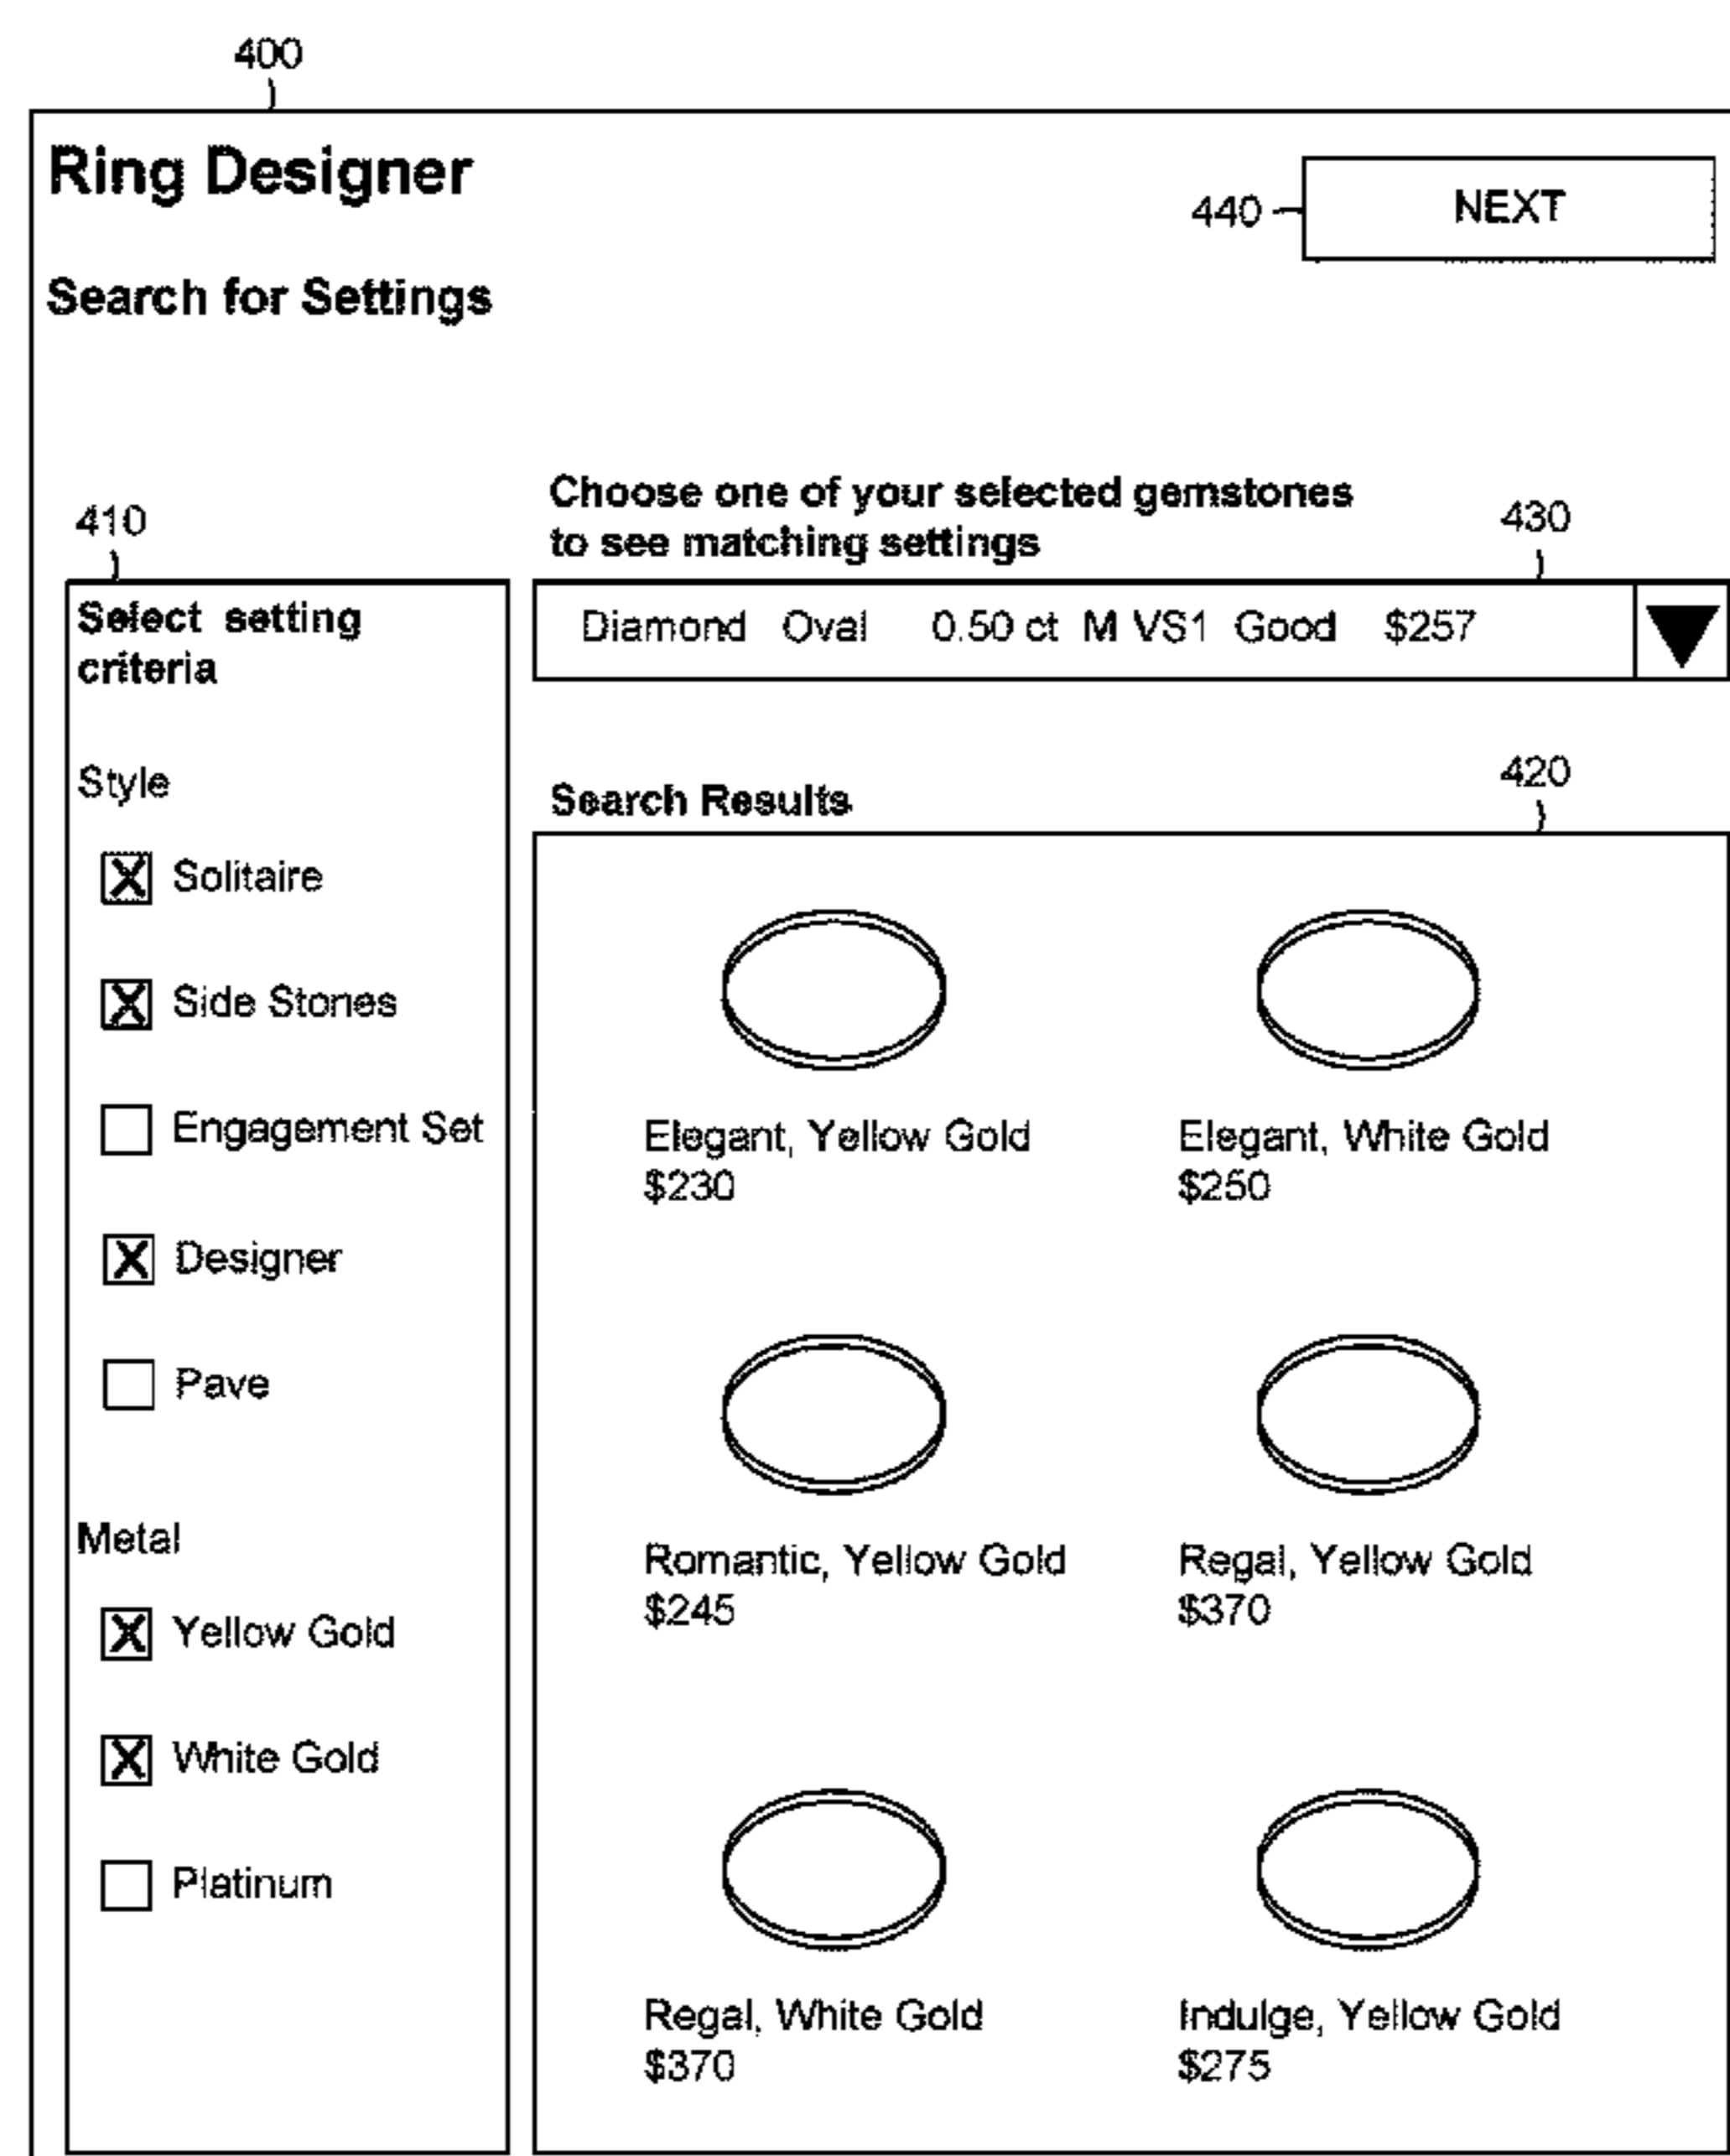 400
Ring Designer
440
NEXT
Search for Settings
Choose one of your selected gemstones
to see matching settings
410
430
Select setting
criteria
Diamond Oval 0.50 ct M VS1 Good $257
Style
420
Search Results
X Solitaire
X Side Stones
Engagement Set
X Designer
Pave
Metal
X Yellow Gold
X White Gold
Platinum
Elegant, Yellow Gold
$230
Elegant, White Gold
$250
Romantic, Yellow Gold
$245
Regal, Yellow Gold
$370
Regal, White Gold
$370
Indulge, Yellow Gold
$275